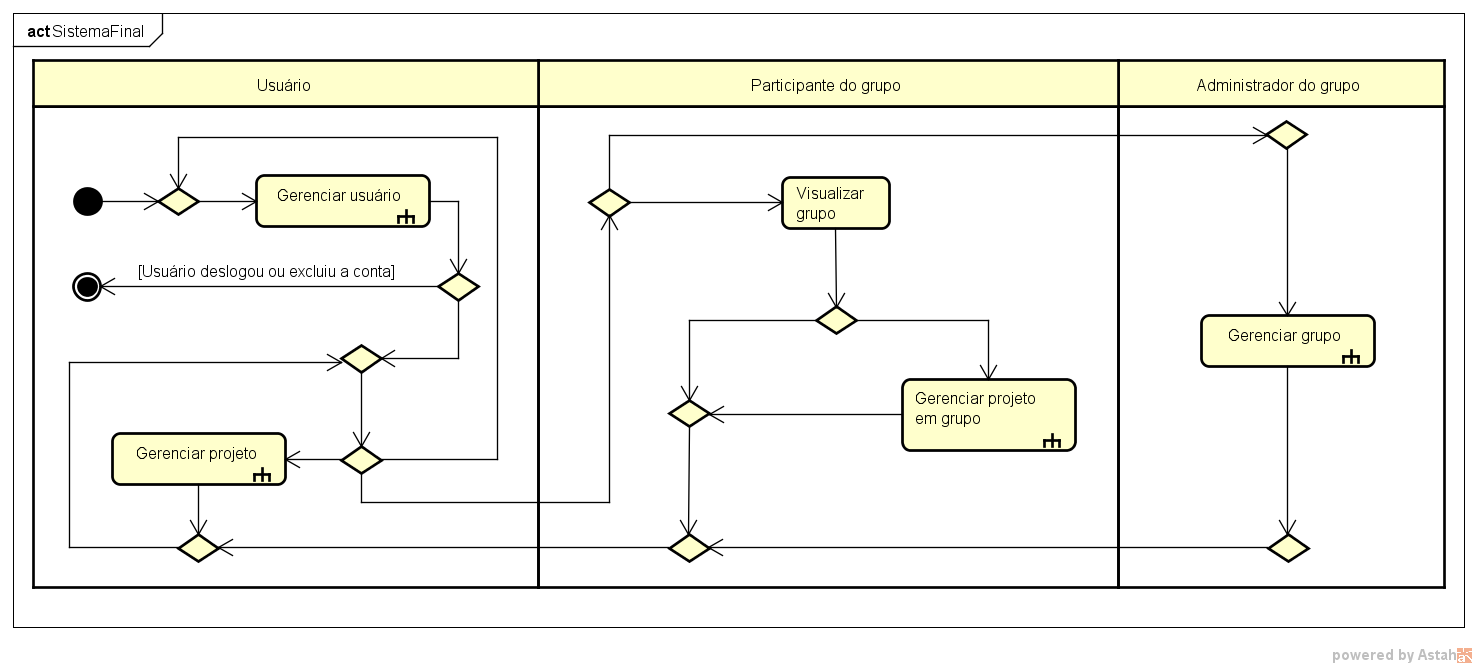 act SistemaFinal
Usuário
Participante do grupo
Administrador do grupo
Gerenciar usuário
Visualizar
grupo
[Usuário deslogou ou excluiu a conta]
Gerenciar grupo
Gerenciar projeto
em grupo
Gerenciar projeto
powered by Astah